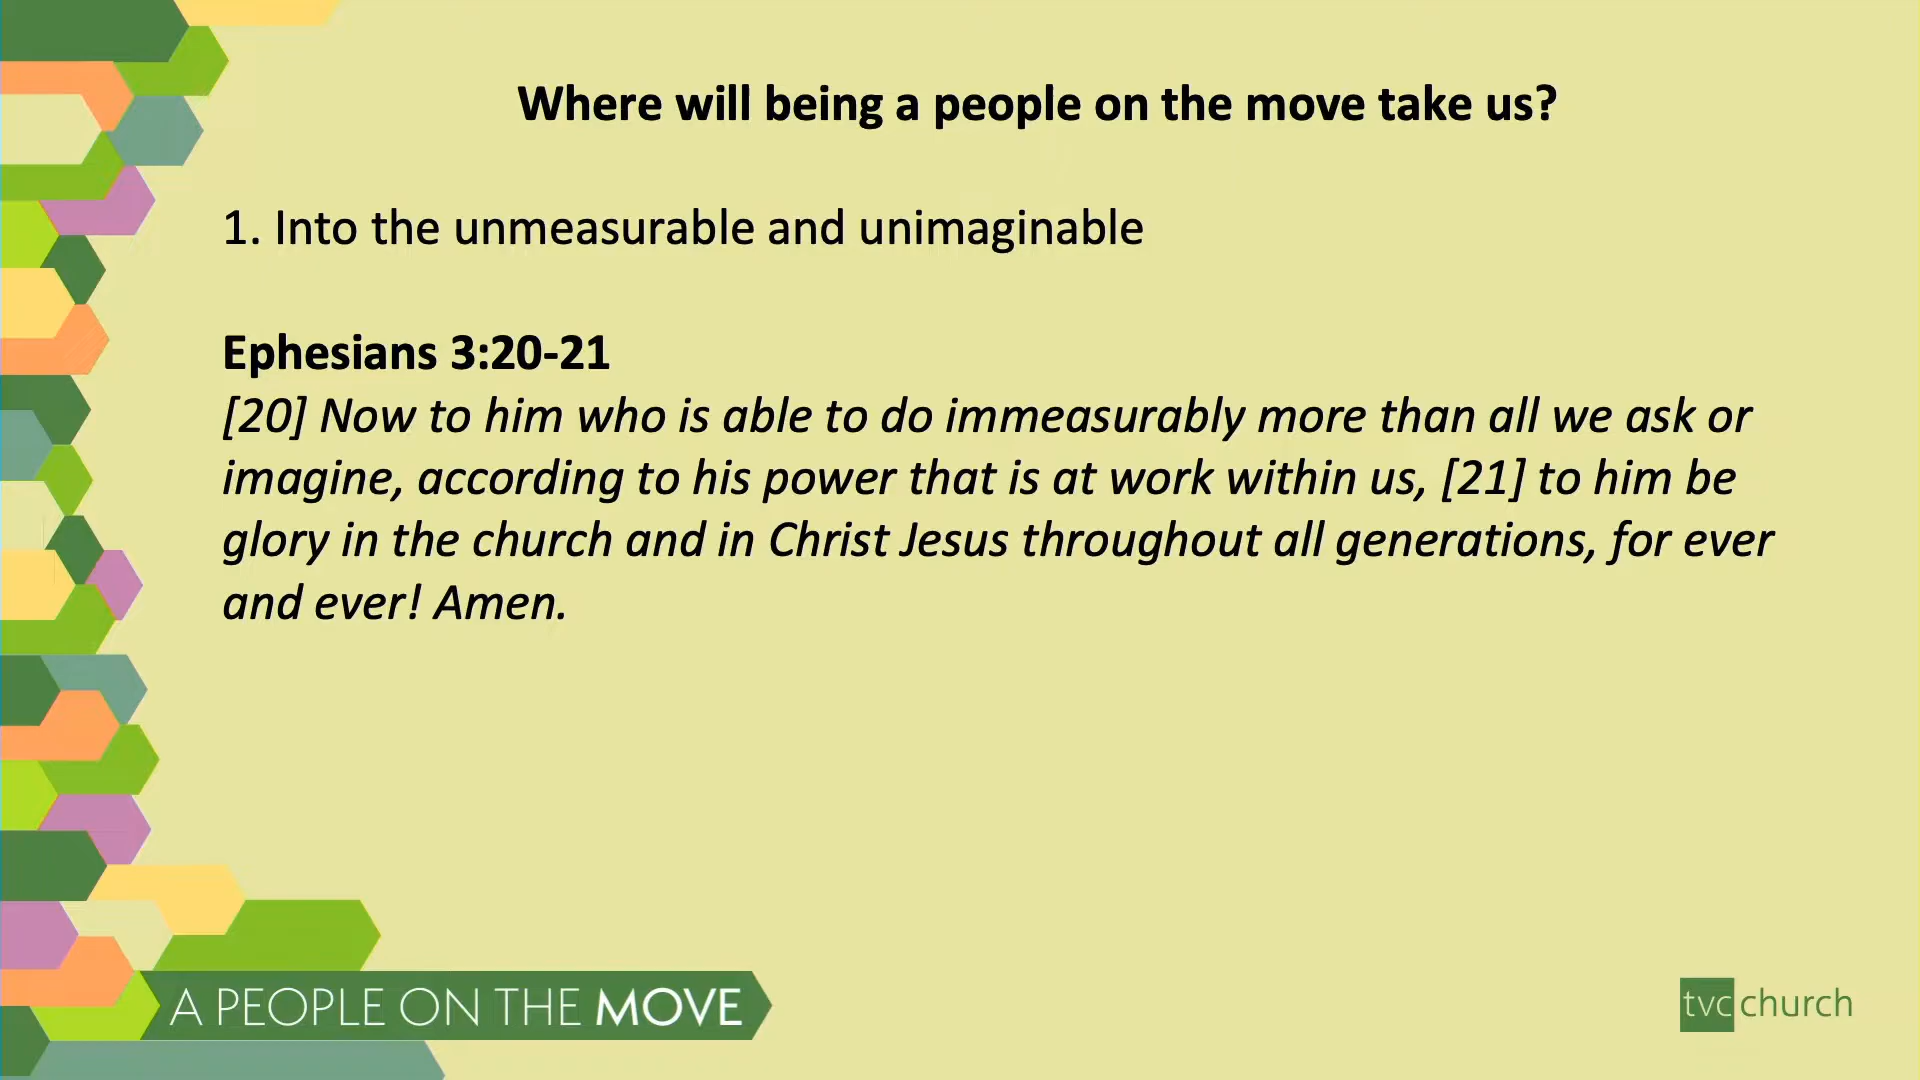 Where will being a people on the move take us?
1. Into the unmeasurable and unimaginable
Ephesians 3:20-21
[20] Now to him who is able to do immeasurably more than all we ask or
imagine, according to his power that is at work within us, [21] to him be
glory in the church and in Christ Jesus throughout all generations, for ever
and ever! Amen.
A PEOPLE ON THE MOVE
tvc church